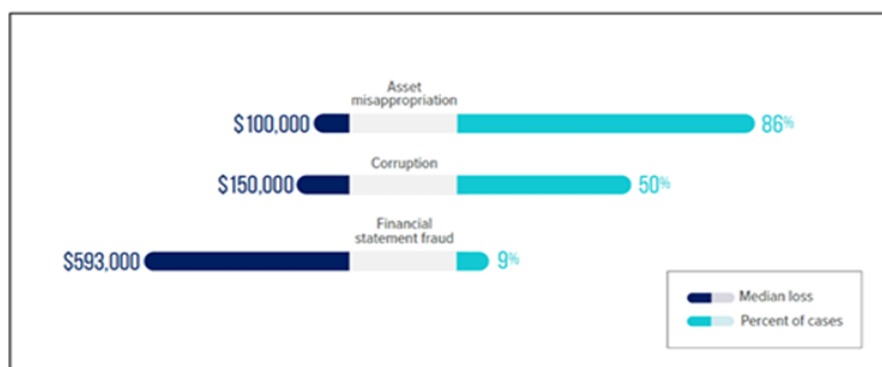 Asset
misappropriation
$100,000 86%
Corruption
$150,000 50%
Financial
statement fraud
$593,000 9%
Median loss
Percent of cases